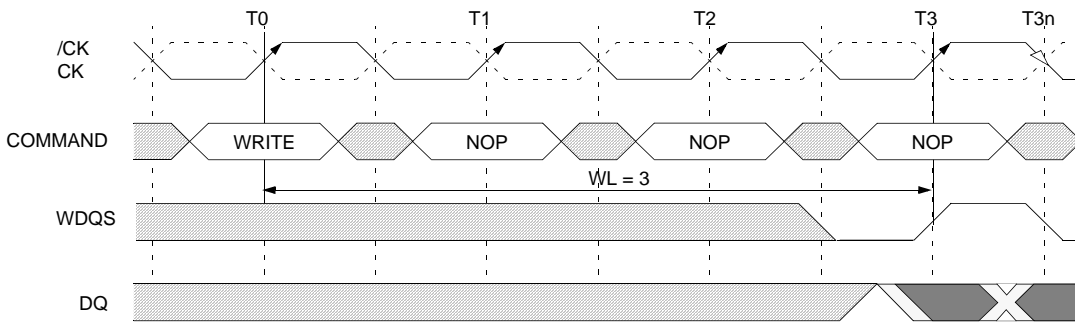 T0 T1 T2 T3 T3n
/CK
CK
COMMAND WRITE NOP NOP NOP
WL = 3
WDQS
DQ